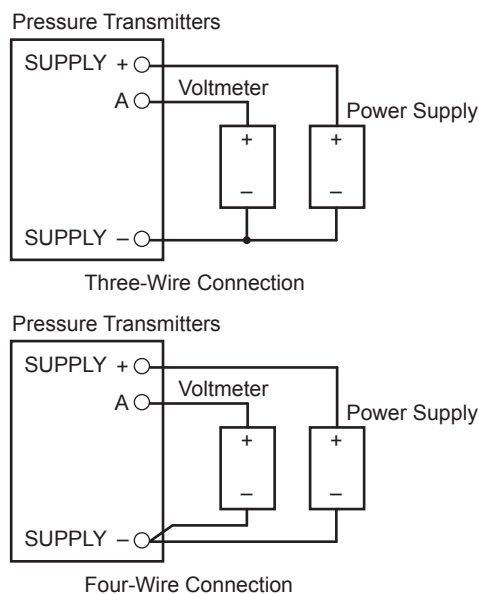 Pressure Transmitters
SUPPLY +
Voltmeter
A
Power Supply
+ +
– –
SUPPLY –
Three-Wire Connection
Pressure Transmitters
SUPPLY +
Voltmeter
A
Power Supply
+ +
– –
SUPPLY –
Four-Wire Connection